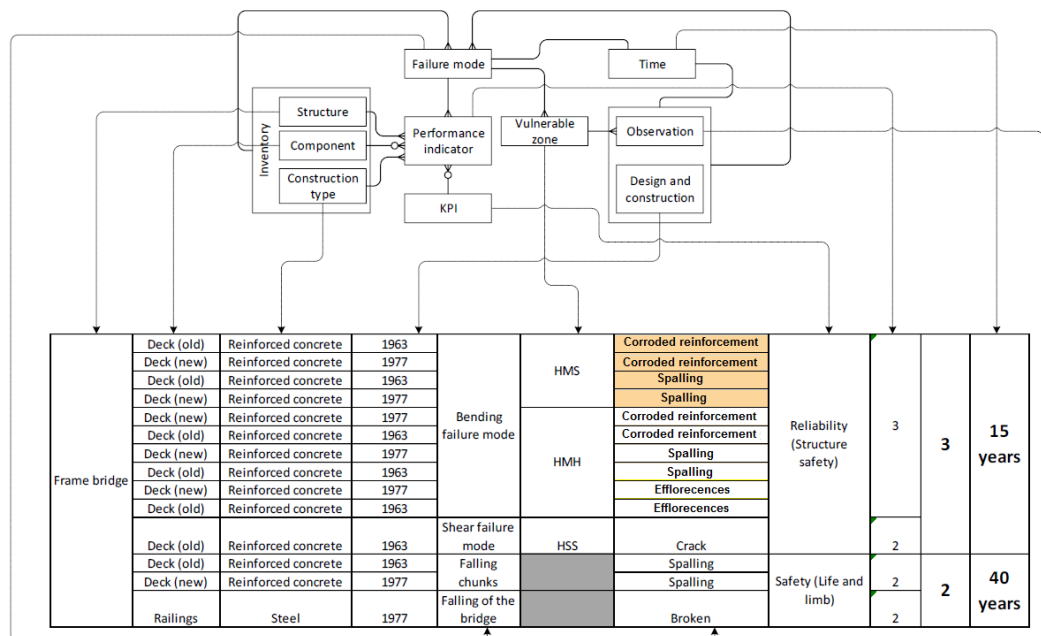 Failure mode
Time
Inventory
Structure
Component
Construction
type
Performance
indicator
Vulnerable
zone
Observation
Design and
construction
KPI
Frame bridge
Deck (old) Reinforced concrete 1963 Corroded reinforcement
Deck (new) Reinforced concrete 1977 Corroded reinforcement
Deck (old) Reinforced concrete 1963 Spalling
Deck (new) Reinforced concrete 1977 Spalling
HMS
Deck (new) Reinforced concrete 1977 Corroded reinforcement
Deck (old) Reinforced concrete 1963 Corroded reinforcement
Deck (new) Reinforced concrete 1977 Spalling
Deck (old) Reinforced concrete 1963 Spalling
Deck (new) Reinforced concrete 1977 Efflorecences
Deck (old) Reinforced concrete 1963 Efflorecences
HMH
Bending
failure mode
Reliability
(Structure
safety)
3
3
15
years
Deck (old) Reinforced concrete 1963
Shear failure
mode
HSS Crack 2
Deck (old) Reinforced concrete 1963 Spalling
Deck (new) Reinforced concrete 1977 Spalling
Falling
chunks
Safety (Life and
limb)
2
2
40
years
Railings Steel 1977
Falling of the
bridge
Broken 2